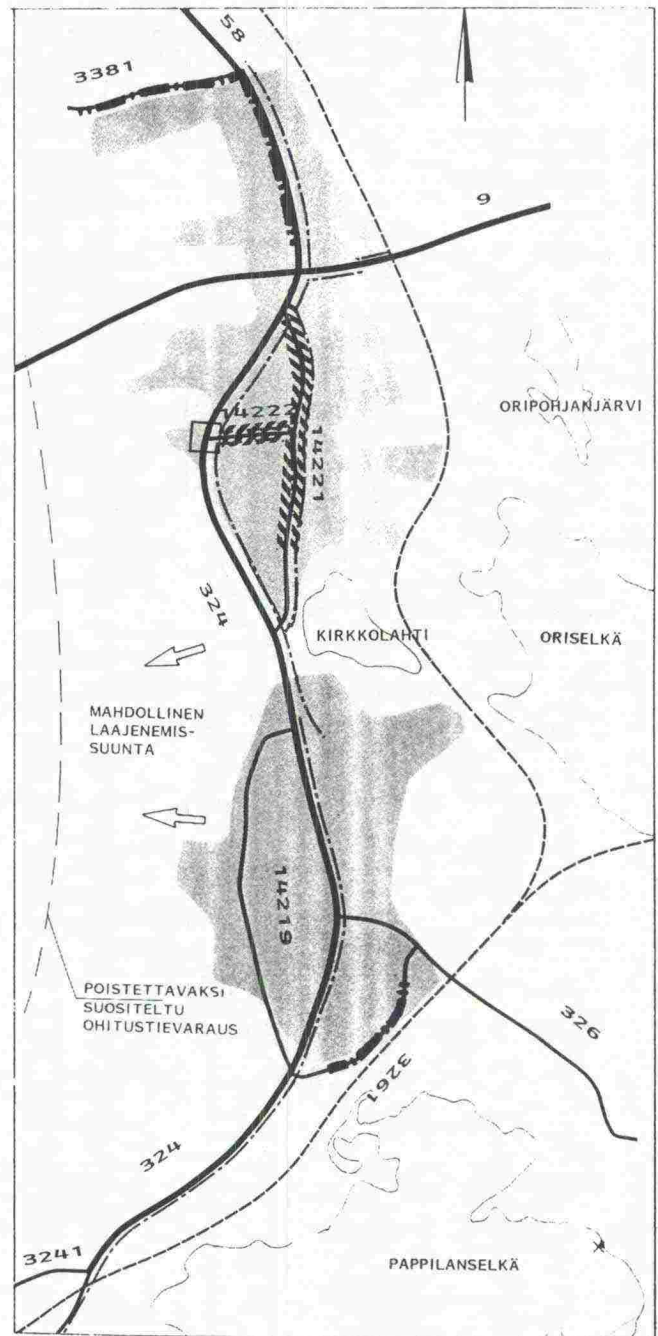 58
3381
9
14222
ORIPOHJANJÄRVI
14221
324
KIRKKOLAHTI
ORISELKÄ
MAHDOLLINEN
LAAJENEMIS-
SUUNTA
14219
POISTETTAVAKSI
SUOSITELTU
OHITUSTIEVARAUS
326
3261
324
3241
PAPPILANSELKÄ